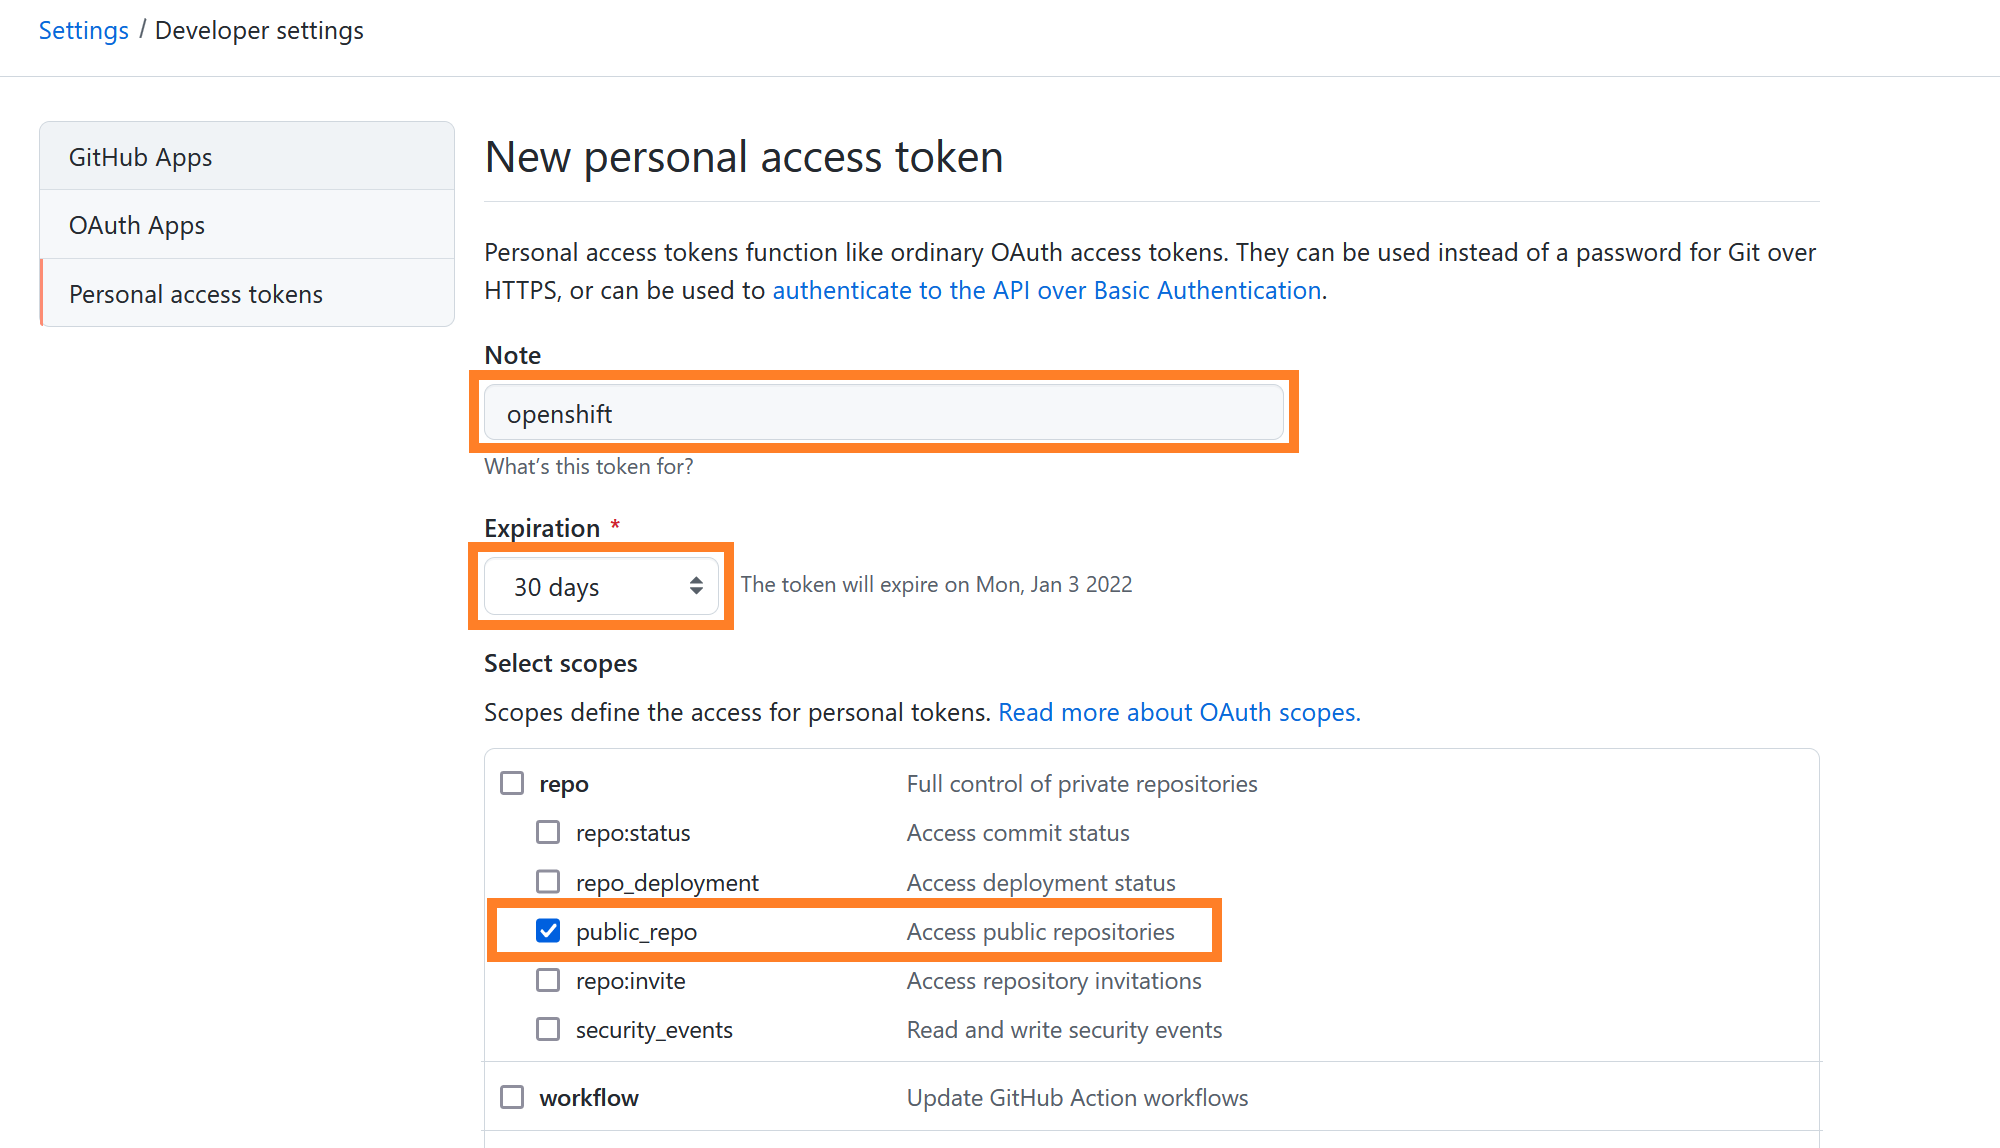 Settings / Developer settings
GitHub Apps
OAuth Apps
Personal access tokens
New personal access token
Personal access tokens function like ordinary OAuth access tokens. They can be used instead of a password for Git over
HTTPS, or can be used to authenticate to the API over Basic Authentication.
Note
openshift
What's this token for?
Expiration *
30 days
The token will expire on Mon, Jan 3 2022
Select scopes
Scopes define the access for personal tokens. Read more about OAuth scopes.
repo Full control of private repositories
repo:status Access commit status
repo_deployment Access deployment status
public_repo Access public repositories
repo:invite Access repository invitations
security_events Read and write security events
workflow Update GitHub Action workflows